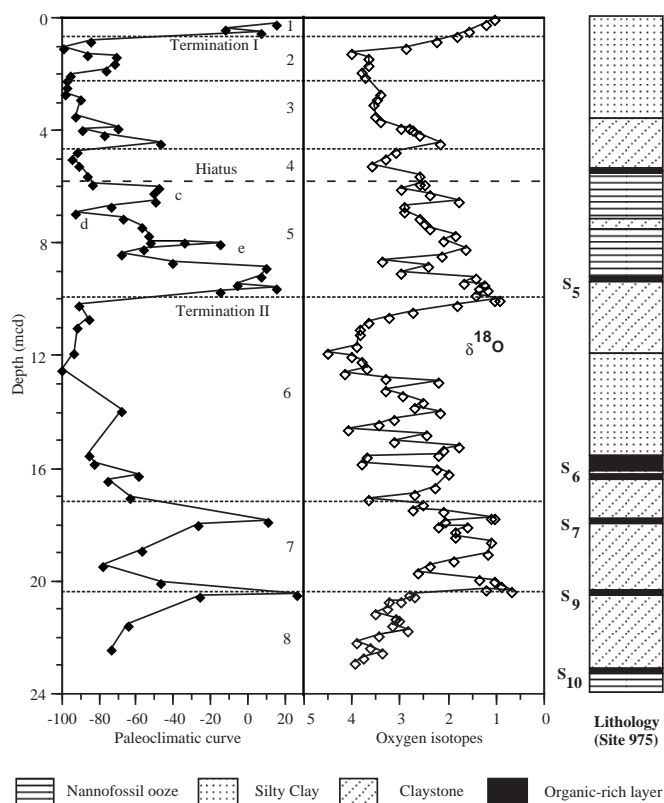 0
4
8
12
16
20
24
Depth (mcd)
Termination I
Hiatus
Termination II
1
2
3
4
5
6
7
8
c
d
e
-100 -80 -60 -40 -20 0 20
Paleoclimatic curve
δ18O
5 4 3 2 1 0
Oxygen isotopes
S5
S6
S7
S9
S10
Lithology
(Site 975)
Nannofossil ooze
Silty Clay
Claystone
Organic-rich layer